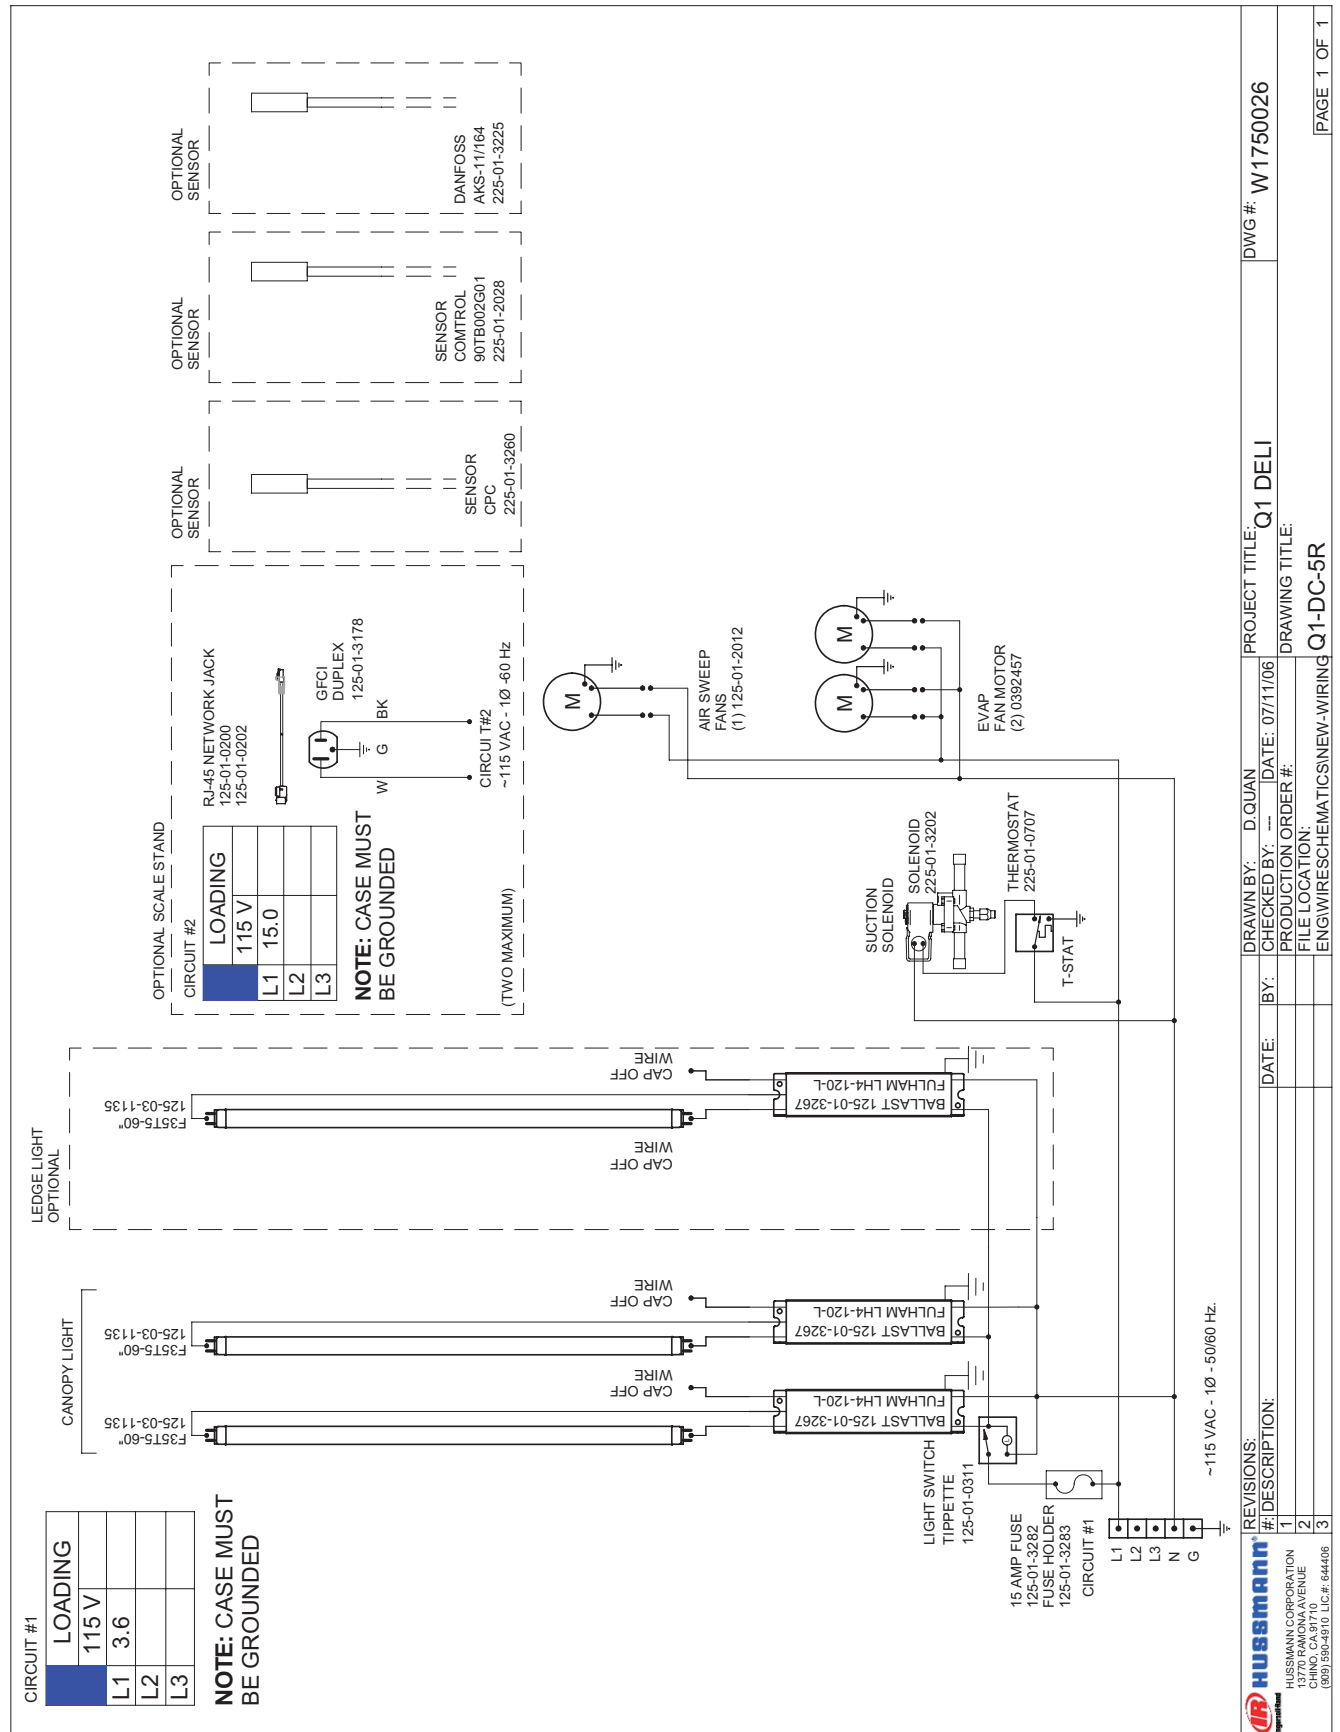 CIRCUIT #1
LOADING
115 V
L1 3.6
L2
L3
NOTE: CASE MUST
BE GROUNDED
CANOPY LIGHT
F35T5-60"
125-03-1135
F35T5-60"
125-03-1135
CAP OFF
WIRE
CAP OFF
WIRE
BALLAST 125-01-3267
FULHAM LH4-120-L
BALLAST 125-01-3267
FULHAM LH4-120-L
LEDGE LIGHT
OPTIONAL
F35T5-60"
125-03-1135
CAP OFF
WIRE
CAP OFF
WIRE
BALLAST 125-01-3267
FULHAM LH4-120-L
LIGHT SWITCH
TIPPETTE
125-01-0311
L
15 AMP FUSE
125-01-3282
FUSE HOLDER
125-01-3283
CIRCUIT #1
L1
L2
L3
N
G
~115 VAC - 1Ø - 50/60 Hz.
OPTIONAL SCALE STAND
CIRCUIT #2
LOADING
115 V
L1 15.0
L2
L3
NOTE: CASE MUST
BE GROUNDED
(TWO MAXIMUM)
RJ-45 NETWORK JACK
125-01-0200
125-01-0202
GFCI
DUPLEX
125-01-3178
W
G
BK
CIRCUI T#2
~115 VAC - 1Ø -60 Hz
OPTIONAL
SENSOR
SENSOR
CPC
225-01-3260
OPTIONAL
SENSOR
SENSOR
COMTROL
90TB002G01
225-01-2028
OPTIONAL
SENSOR
DANFOSS
AKS-11/164
225-01-3225
SUCTION
SOLENOID
SOLENOID
225-01-3202
THERMOSTAT
225-01-0707
T-STAT
M
AIR SWEEP
FANS
(1) 125-01-2012
M
M
EVAP
FAN MOTOR
(2) 0392457
IR HUSSMANN®
Ingersoll Rand
HUSSMANN CORPORATION
13770 RAMONA AVENUE
CHINO, CA.91710
(909) 590-4910 LIC.#: 644406
REVISIONS:
#: DESCRIPTION: DATE: BY:
1
2
3
DRAWN BY: D.QUAN
CHECKED BY: --- DATE: 07/11/06
PRODUCTION ORDER #:
FILE LOCATION:
ENG\WIRESCHEMATICS\NEW-WIRING
PROJECT TITLE:
Q1 DELI
DRAWING TITLE:
Q1-DC-5R
DWG #: W1750026
PAGE 1 OF 1